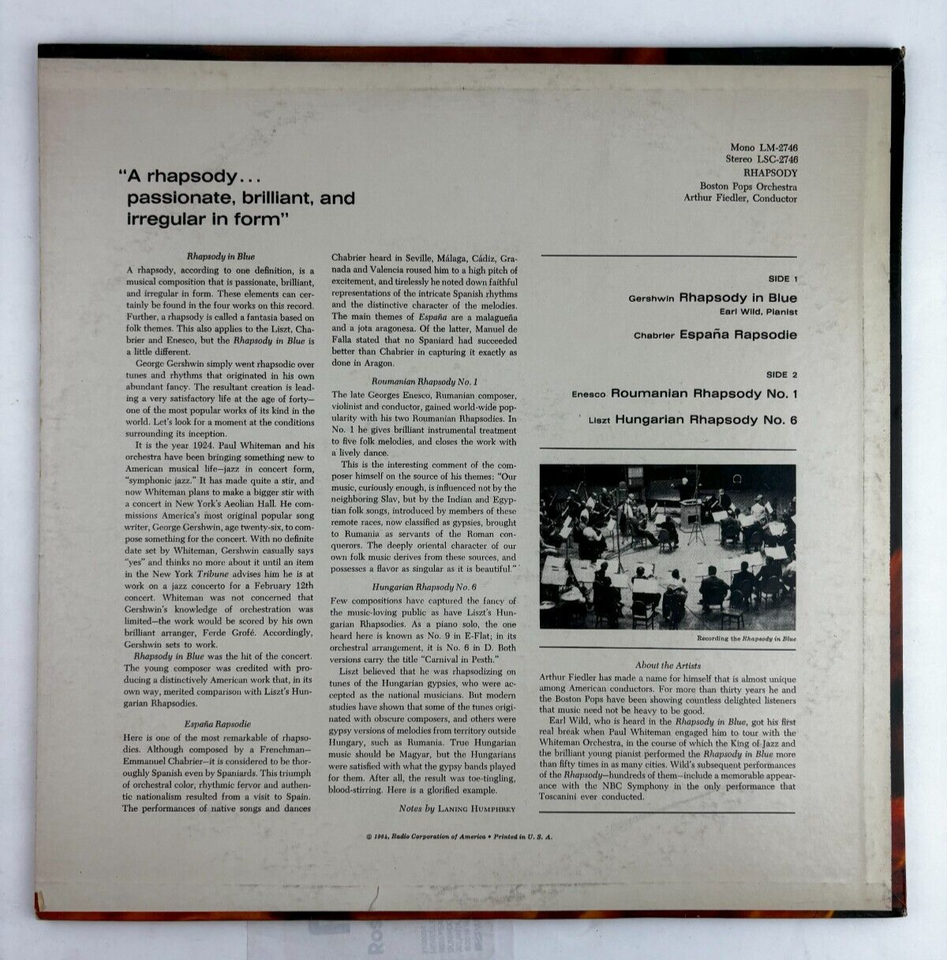 "A rhapsody...
passionate, brilliant, and
irregular in form"
Mono LM-2746
Stereo LSC-2746
RHAPSODY
Boston Pops Orchestra
Arthur Fiedler, Conductor
Rhapsody in Blue
A rhapsody, according to one definition, is a
musical composition that is passionate, brilliant,
and irregular in form. These elements can cer-
tainly be found in the four works on this record.
Further, a rhapsody is called a fantasia based on
folk themes. This also applies to the Liszt, Cha-
brier and Enesco, but the Rhapsody in Blue is
a little different.
George Gershwin simply went rhapsodic over
tunes and rhythms that originated in his own
abundant fancy. The resultant creation is lead-
ing a very satisfactory life at the age of forty—
one of the most popular works of its kind in the
world. Let's look for a moment at the conditions
surrounding its inception.
It is the year 1924. Paul Whiteman and his
orchestra have been bringing something new to
American musical life—jazz in concert form,
"symphonic jazz." It has made quite a stir, and
now Whiteman plans to make a bigger stir with
a concert in New York's Aeolian Hall. He com-
missions America's most original popular song
writer, George Gershwin, age twenty-six, to com-
pose something for the concert. With no definite
date set by Whiteman, Gershwin casually says
"yes" and thinks no more about it until an item
in the New York Tribune advises him he is at
work on a jazz concerto for a February 12th
concert. Whiteman was not concerned that
Gershwin's knowledge of orchestration was
limited—the work would be scored by his own
brilliant arranger, Ferde Grofé. Accordingly,
Gershwin sets to work.
Rhapsody in Blue was the hit of the concert.
The young composer was credited with pro-
ducing a distinctively American work that, in its
own way, merited comparison with Liszt's Hun-
garian Rhapsodies.
España Rapsodie
Here is one of the most remarkable of rhapso-
dies. Although composed by a Frenchman—
Emmanuel Chabrier—it is considered to be thor-
oughly Spanish even by Spaniards. This triumph
of orchestral color, rhythmic fervor and authen-
tic nationalism resulted from a visit to Spain.
The performances of native songs and dances
Chabrier heard in Seville, Málaga, Cádiz, Gra-
nada and Valencia roused him to a high pitch of
excitement, and tirelessly he noted down faithful
representations of the intricate Spanish rhythms
and the distinctive character of the melodies.
The main themes of España are a malagueña
and a jota aragonesa. Of the latter, Manuel de
Falla stated that no Spaniard had succeeded
better than Chabrier in capturing it exactly as
done in Aragon.
Roumanian Rhapsody No. 1
The late Georges Enesco, Rumanian composer,
violinist and conductor, gained world-wide pop-
ularity with his two Roumanian Rhapsodies. In
No. 1 he gives brilliant instrumental treatment
to five folk melodies, and closes the work with
a lively dance.
This is the interesting comment of the com-
poser himself on the source of his themes: "Our
music, curiously enough, is influenced not by the
neighboring Slav, but by the Indian and Egyp-
tian folk songs, introduced by members of these
remote races, now classified as gypsies, brought
to Rumania as servants of the Roman con-
querors. The deeply oriental character of our
own folk music derives from these sources, and
possesses a flavor as singular as it is beautiful."
Hungarian Rhapsody No. 6
Few compositions have captured the fancy of
the music-loving public as have Liszt's Hun-
garian Rhapsodies. As a piano solo, the one
heard here is known as No. 9 in E-Flat; in its
orchestral arrangement, it is No. 6 in D. Both
versions carry the title "Carnival in Pesth."
Liszt believed that he was rhapsodizing on
tunes of the Hungarian gypsies, who were ac-
cepted as the national musicians. But modern
studies have shown that some of the tunes origi-
nated with obscure composers, and others were
gypsy versions of melodies from territory outside
Hungary, such as Rumania. True Hungarian
music should be Magyar, but the Hungarians
were satisfied with what the gypsy bands played
for them. After all, the result was toe-tingling,
blood-stirring. Here is a glorified example.
Notes by LANING HUMPHREY
SIDE 1
Gershwin Rhapsody in Blue
Earl Wild, Pianist
Chabrier España Rapsodie
SIDE 2
Enesco Roumanian Rhapsody No. 1
Liszt Hungarian Rhapsody No. 6
Recording the Rhapsody in Blue
About the Artists
Arthur Fiedler has made a name for himself that is almost unique
among American conductors. For more than thirty years he and
the Boston Pops have been showing countless delighted listeners
that music need not be heavy to be good.
Earl Wild, who is heard in the Rhapsody in Blue, got his first
real break when Paul Whiteman engaged him to tour with the
Whiteman Orchestra, in the course of which the King of Jazz and
the brilliant young pianist performed the Rhapsody in Blue more
than fifty times in as many cities. Wild's subsequent performances
of the Rhapsody—hundreds of them—include a memorable appear-
ance with the NBC Symphony in the only performance that
Toscanini ever conducted.
© 1964, Radio Corporation of America • Printed in U. S. A.